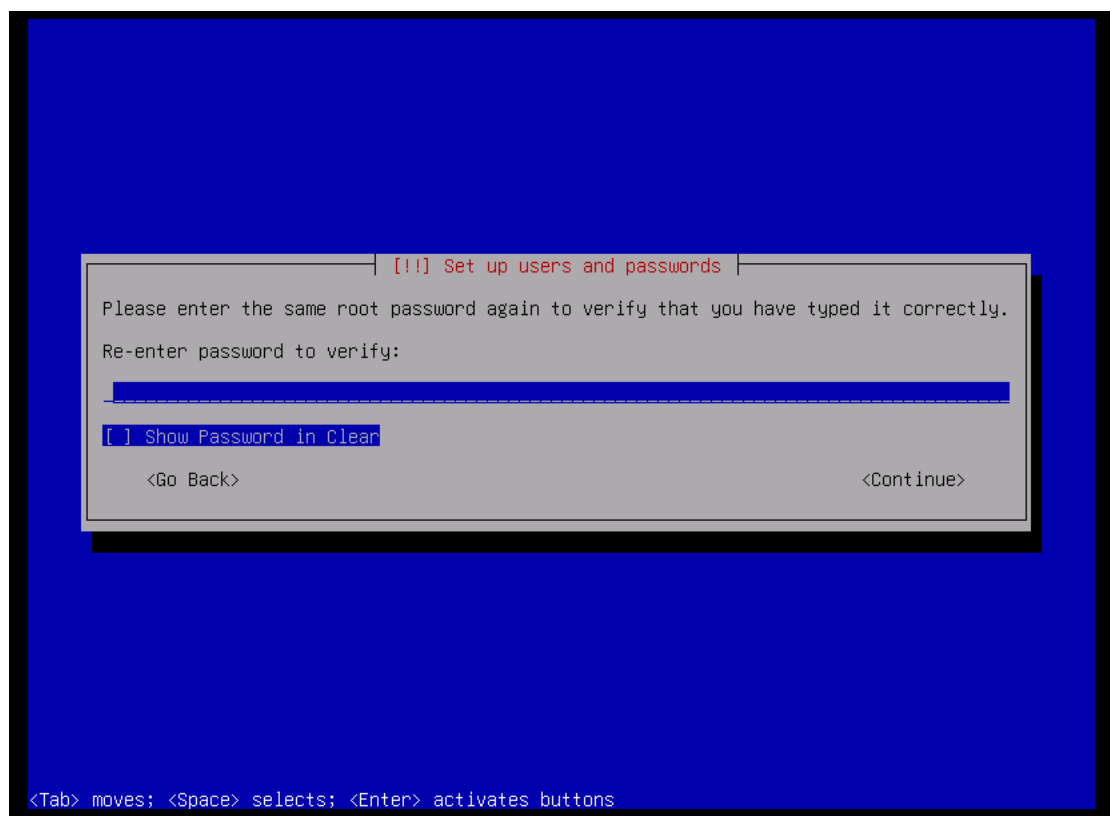 [!!] Set up users and passwords
Please enter the same root password again to verify that you have typed it correctly.
Re-enter password to verify:
[ ] Show Password in Clear
<Go Back> <Continue>
<Tab> moves; <Space> selects; <Enter> activates buttons